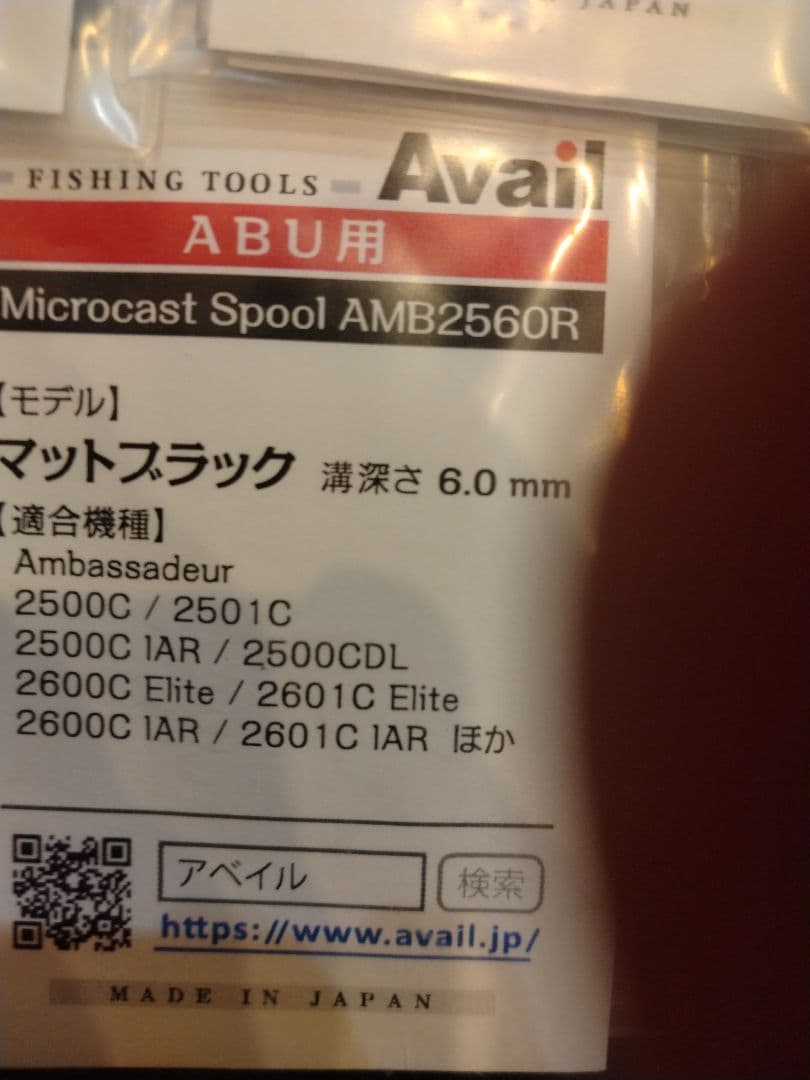 JAPAN
FISHING TOOLS Avail
ABU用
Microcast Spool AMB2560R
【モデル】
マットブラック 溝深さ 6.0 mm
【適合機種】
Ambassadeur
2500C / 2501C
2500C IAR / 2500CDL
2600C Elite / 2601C Elite
2600C IAR / 2601C IAR ほか
アベイル 検索
https://www.avail.jp/
MADE IN JAPAN